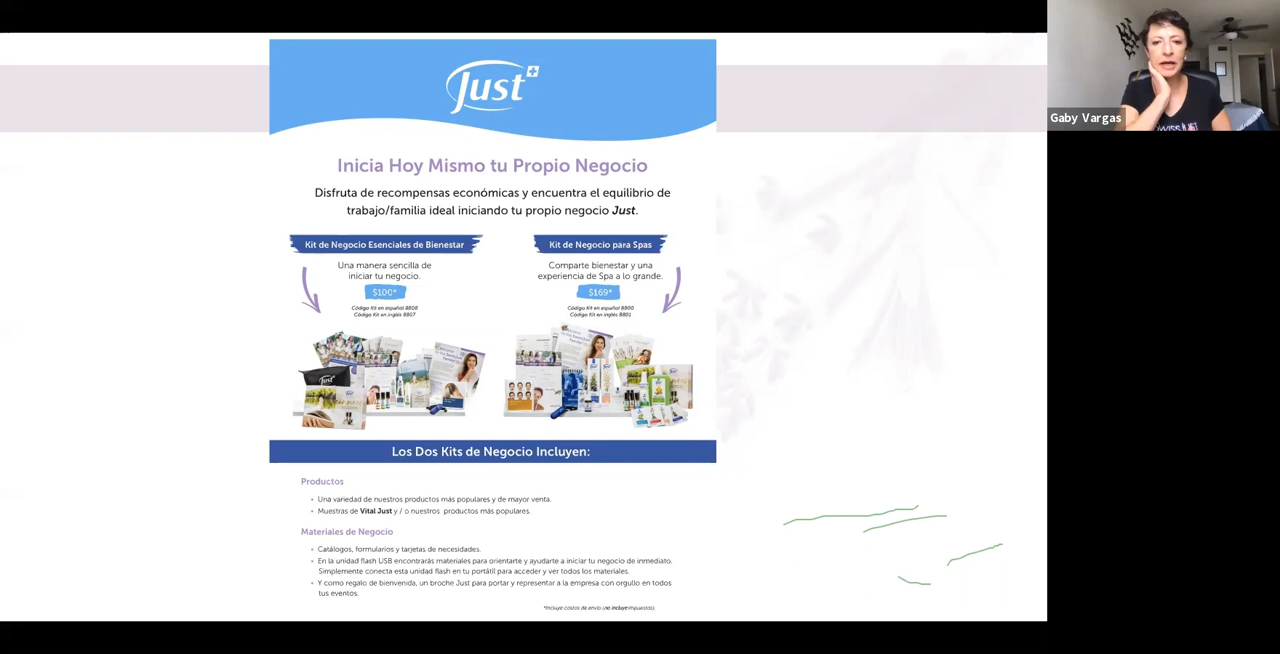 Just
Gaby Vargas
Inicia Hoy Mismo tu Propio Negocio
Disfruta de recompensas económicas y encuentra el equilibrio de
trabajo/familia ideal iniciando tu propio negocio Just.
Kit de Negocio Esenciales de Bienestar
Una manera sencilla de
iniciar tu negocio.
$100*
Código Kit en español 8808
Código Kit en inglés 8807
Kit de Negocio para Spas
Comparte bienestar y una
experiencia de Spa a lo grande.
$169*
Código Kit en español 8800
Código Kit en inglés 8801
Just
Los Dos Kits de Negocio Incluyen:
Productos
• Una variedad de nuestros productos más populares y de mayor venta.
• Muestras de Vital Just y / o nuestros productos más populares.
Materiales de Negocio
• Catálogos, formularios y tarjetas de necesidades.
• En la unidad flash USB encontrarás materiales para orientarte y ayudarte a iniciar tu negocio de inmediato.
Simplemente conecta esta unidad flash en tu portátil para acceder y ver todos los materiales.
• Y como regalo de bienvenida, un broche Just para portar y representar a la empresa con orgullo en todos
tus eventos.
*Incluye costos de envío (no incluye impuestos).